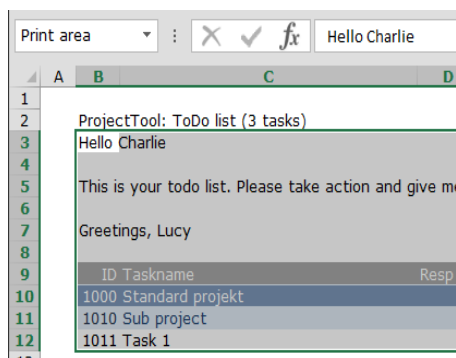 Print area fx Hello Charlie
A B C D
1
2 ProjectTool: ToDo list (3 tasks)
3 Hello Charlie
4
5 This is your todo list. Please take action and give m
6
7 Greetings, Lucy
8
9 ID Taskname Resp
10 1000 Standard projekt
11 1010 Sub project
12 1011 Task 1